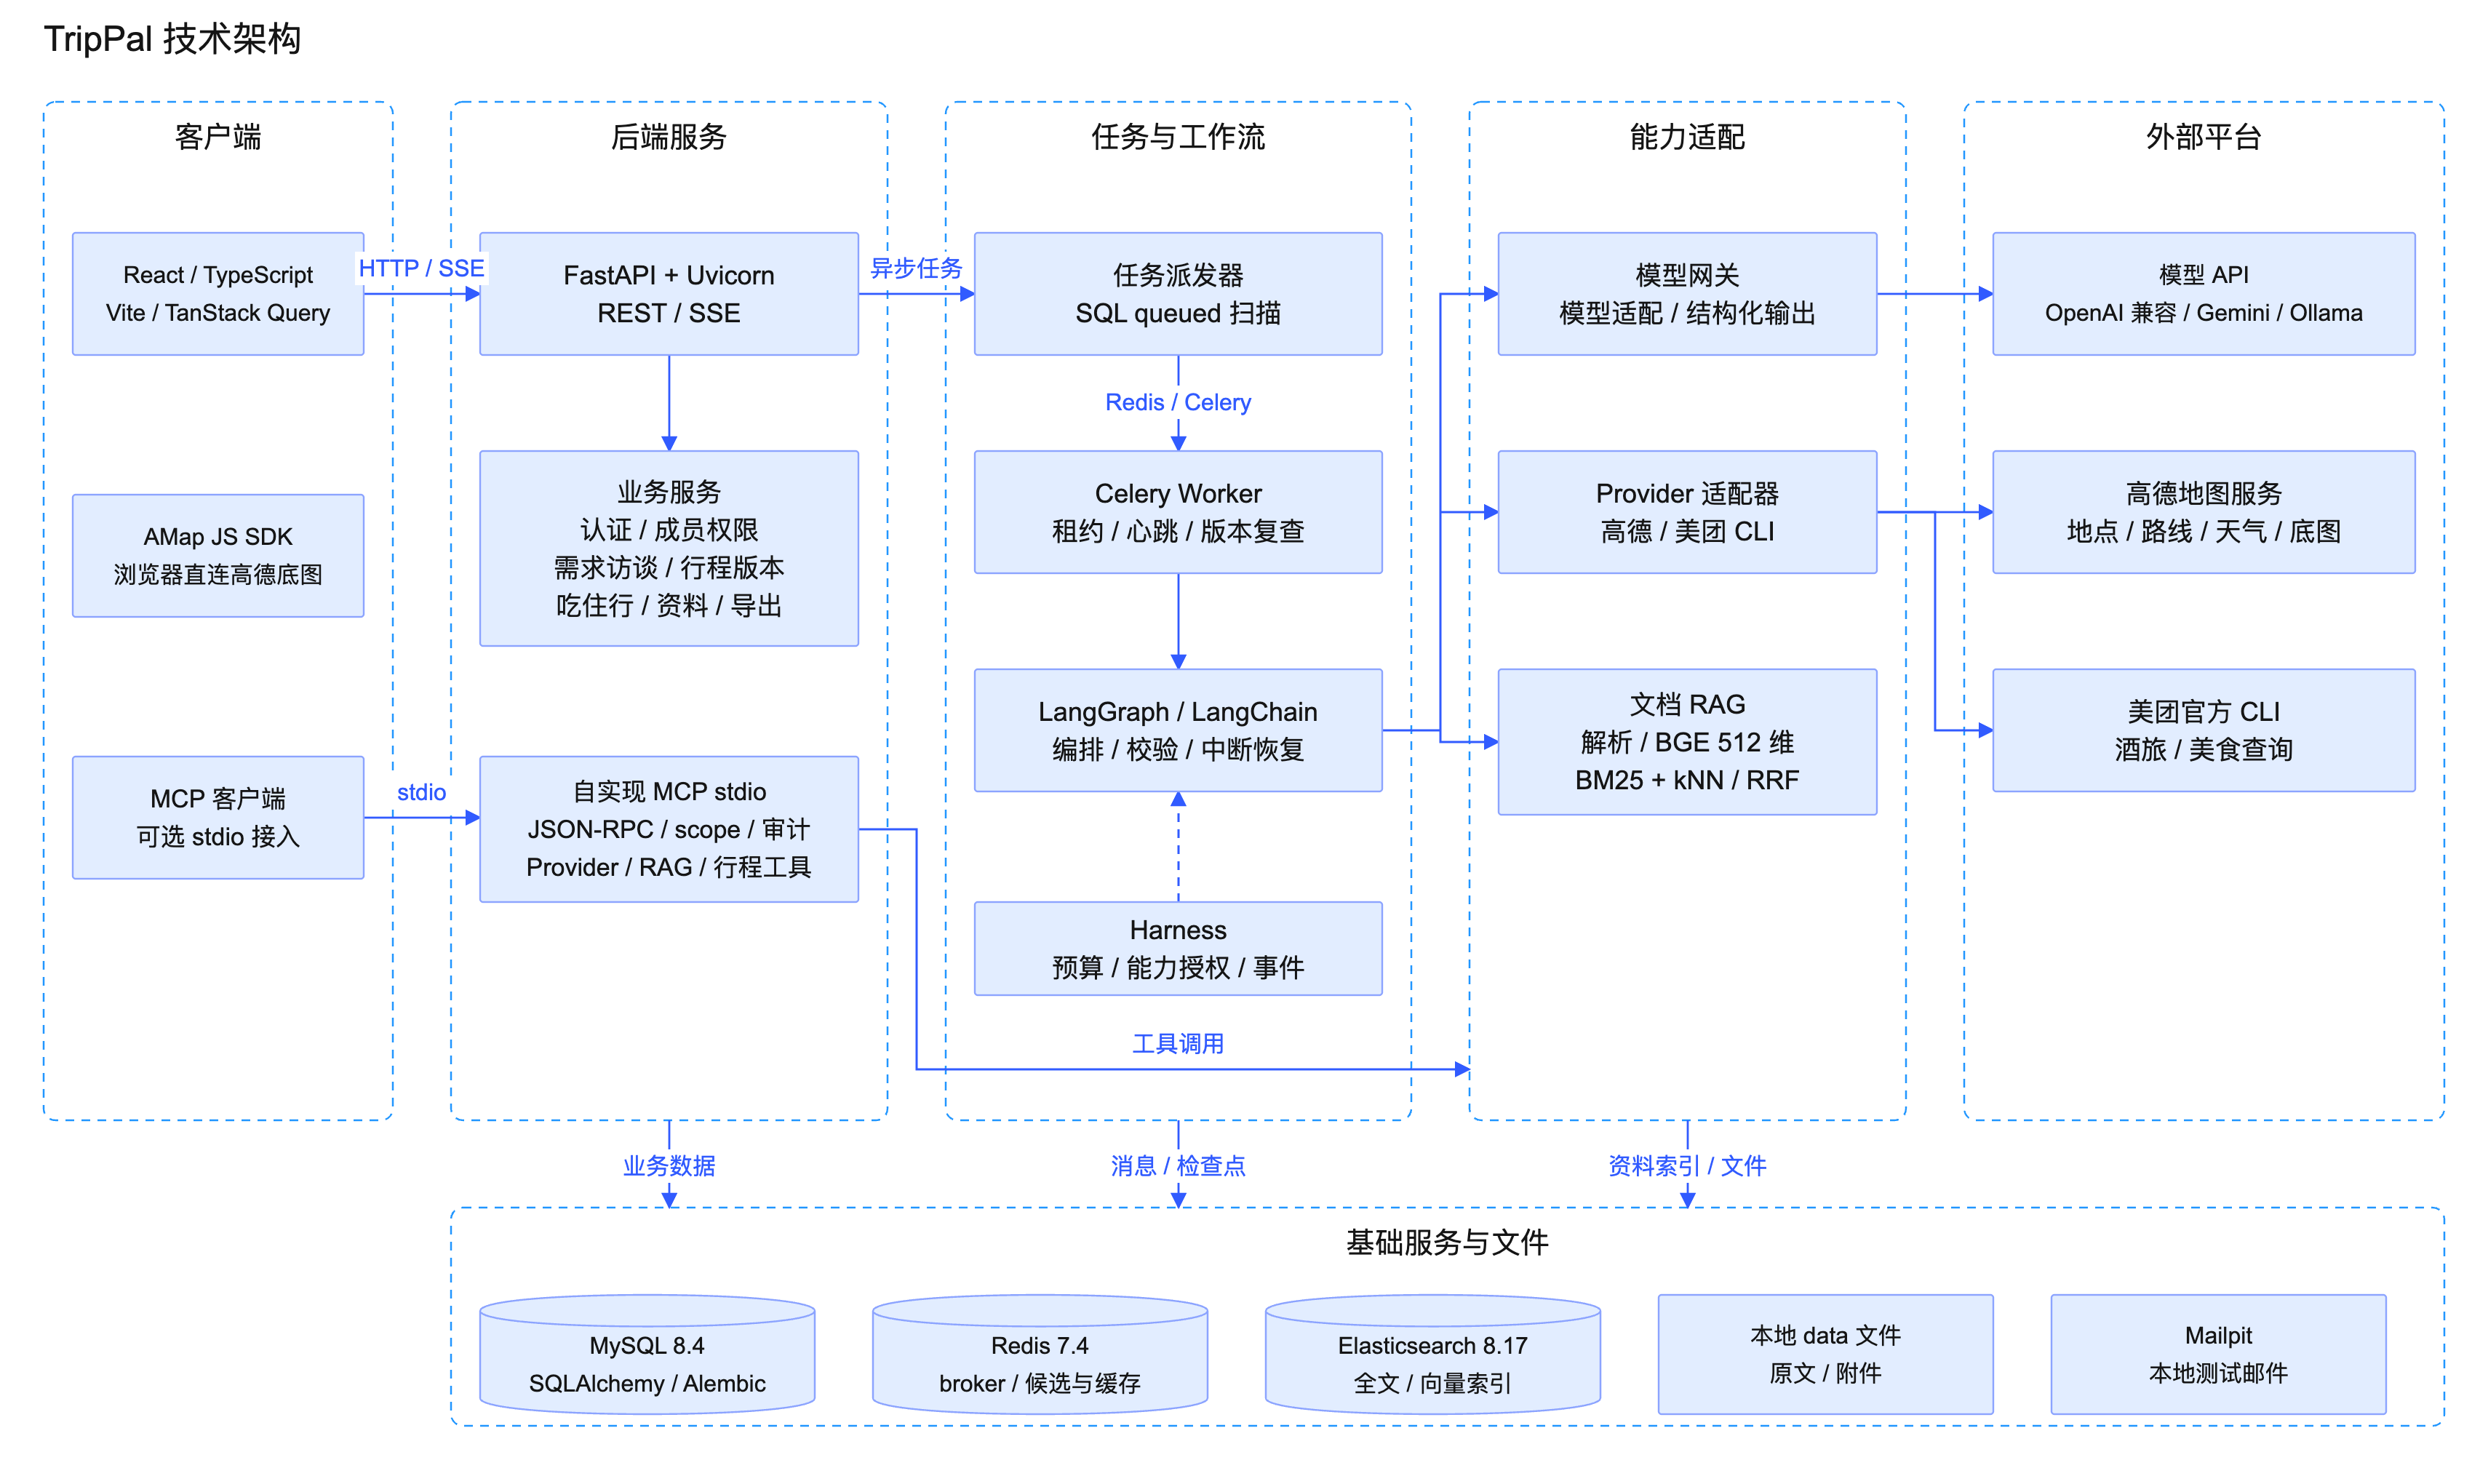 TripPal 技术架构
客户端
React / TypeScript
Vite / TanStack Query
AMap JS SDK
浏览器直连高德底图
MCP 客户端
可选 stdio 接入
HTTP / SSE
stdio
后端服务
FastAPI + Uvicorn
REST / SSE
业务服务
认证 / 成员权限
需求访谈 / 行程版本
吃住行 / 资料 / 导出
自实现 MCP stdio
JSON-RPC / scope / 审计
Provider / RAG / 行程工具
异步任务
任务与工作流
任务派发器
SQL queued 扫描
Redis / Celery
Celery Worker
租约 / 心跳 / 版本复查
LangGraph / LangChain
编排 / 校验 / 中断恢复
Harness
预算 / 能力授权 / 事件
工具调用
能力适配
模型网关
模型适配 / 结构化输出
Provider 适配器
高德 / 美团 CLI
文档 RAG
解析 / BGE 512 维
BM25 + kNN / RRF
外部平台
模型 API
OpenAI 兼容 / Gemini / Ollama
高德地图服务
地点 / 路线 / 天气 / 底图
美团官方 CLI
酒旅 / 美食查询
业务数据
消息 / 检查点
资料索引 / 文件
基础服务与文件
MySQL 8.4
SQLAlchemy / Alembic
Redis 7.4
broker / 候选与缓存
Elasticsearch 8.17
全文 / 向量索引
本地 data 文件
原文 / 附件
Mailpit
本地测试邮件